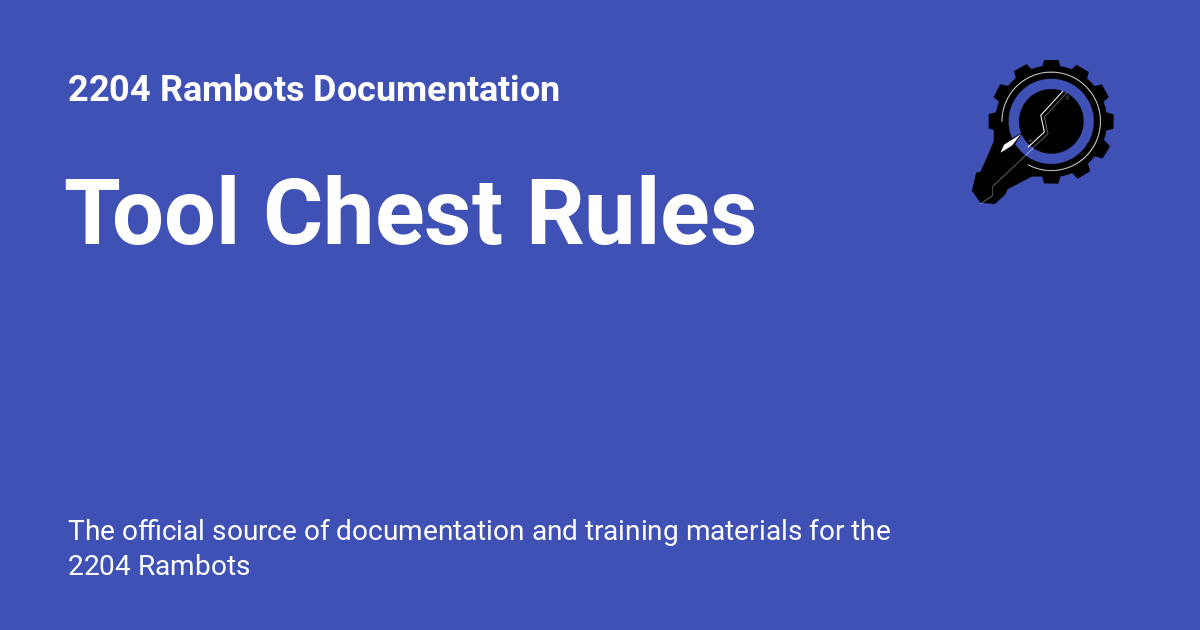 2204 Rambots Documentation
Tool Chest Rules
The official source of documentation and training materials for the
2204 Rambots